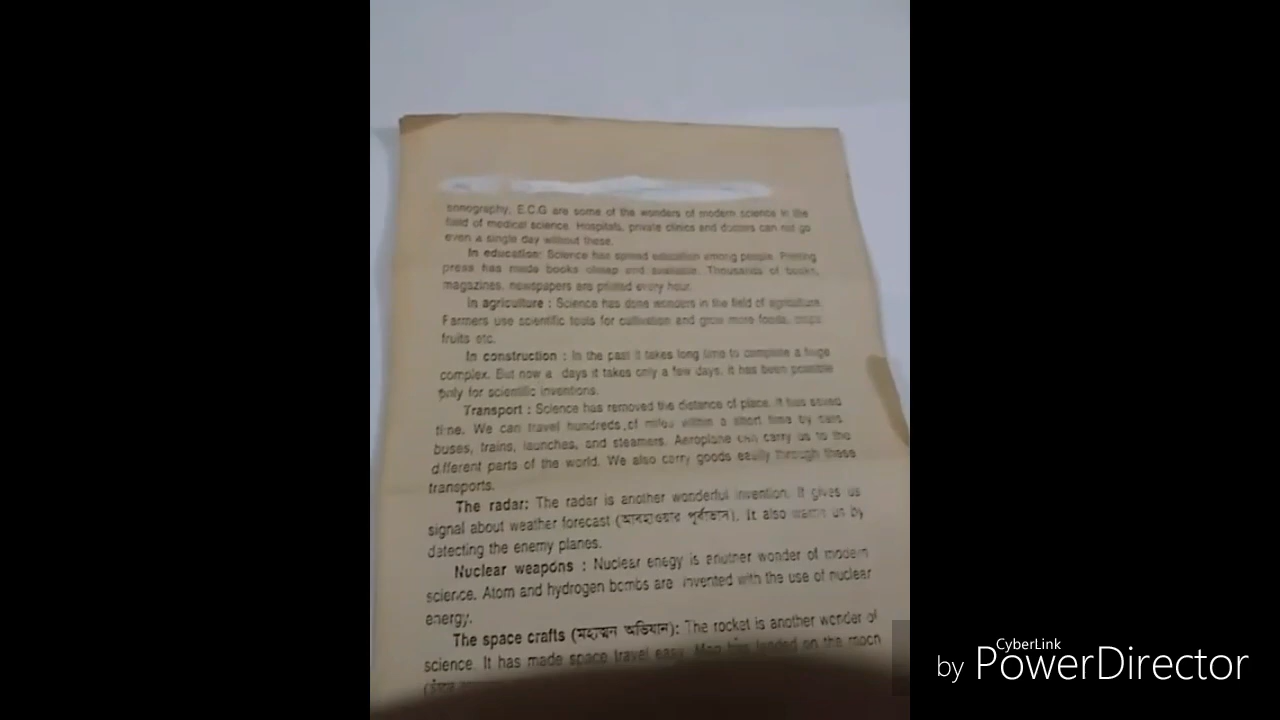 sonography, E.C.G are some of the wonders of modern science in the
field of medical science. Hospitals, private clinics and doctors can not go
even a single day without these.
In education: Science has spread education among people. Printing
press has made books cheap and available. Thousands of books,
magazines, newspapers are printed every hour.
In agriculture : Science has done wonders in the field of agriculture.
Farmers use scientific tools for cultivation and grow more foods, crops
fruits etc.
In construction : In the past it takes long time to complete a huge
complex. But now a days it takes only a few days. It has been possible
only for scientific inventions.
Transport : Science has removed the distance of place. It has saved
time. We can travel hundreds of miles within a short time by
buses, trains, launches, and steamers. Aeroplane can carry us to the
different parts of the world. We also carry goods easily through these
transports.
The radar: The radar is another wonderful invention. It gives us
signal about weather forecast (আবহাওয়ার পূর্বাভাস). It also warns us by
detecting the enemy planes.
Nuclear weapons : Nuclear enegy is another wonder of modern
science. Atom and hydrogen bombs are invented with the use of nuclear
energy.
The space crafts ( অভিযান): The rocket is another wonder of
science. It has made space travel easy. Man has landed on the moon
CyberLink
by PowerDirector